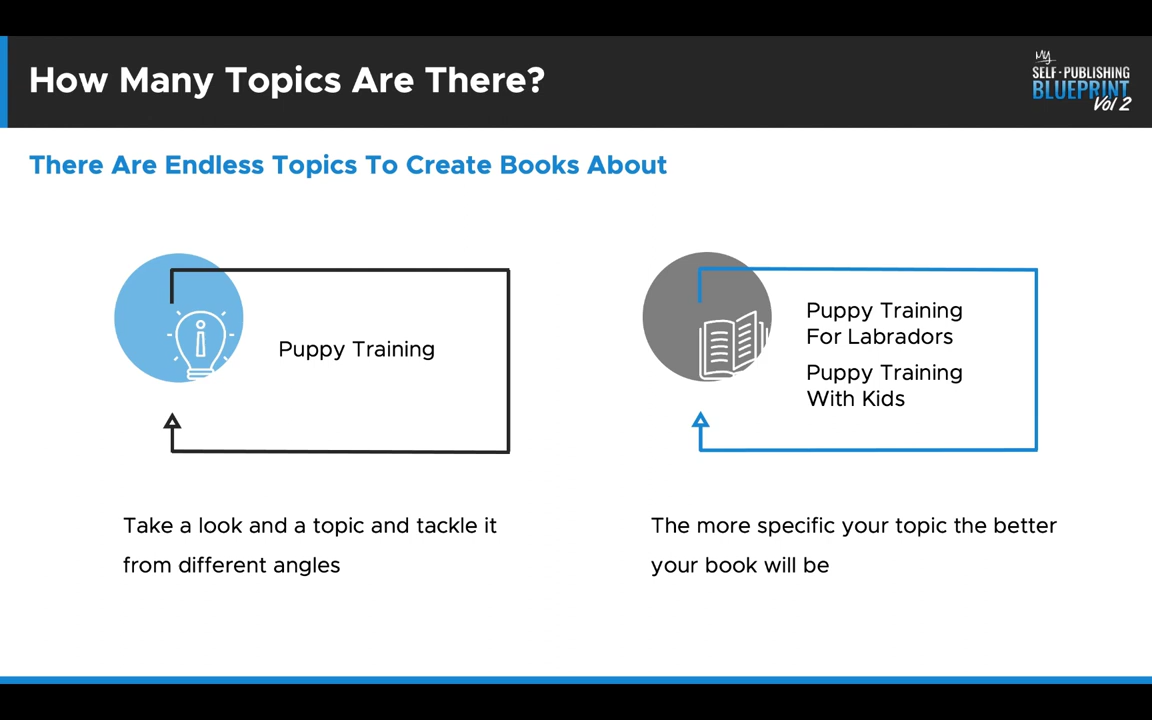 How Many Topics Are There?
My
SELF-PUBLISHING
BLUEPRINT
Vol 2
There Are Endless Topics To Create Books About
Puppy Training
Puppy Training
For Labradors
Puppy Training
With Kids
Take a look and a topic and tackle it
from different angles
The more specific your topic the better
your book will be